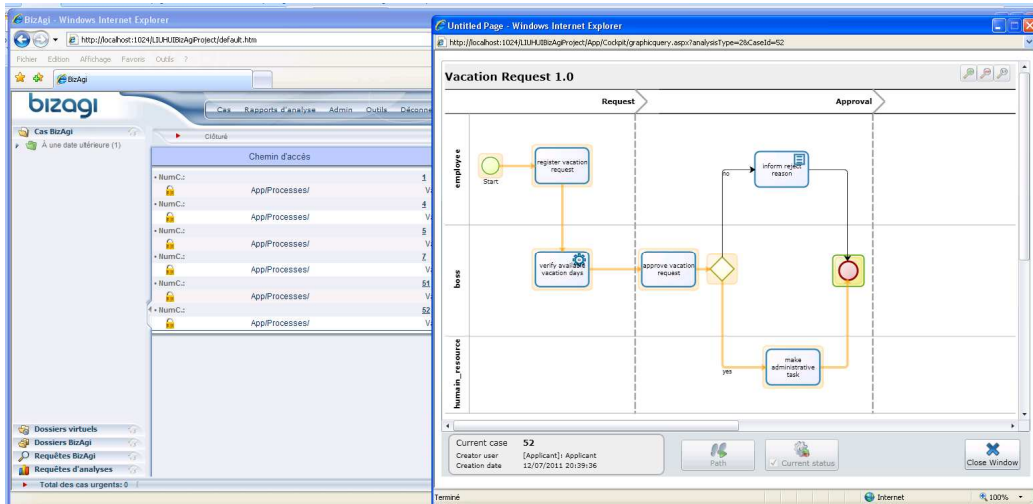 BizAgi - Windows Internet Explorer
http://localhost:1024/LIUHUIBizAgiProject/default.htm
Fichier Edition Affichage Favoris Outils ?
BizAgi
bizagi
Cas Rapports d'analyse Admin Outils Déconne
Cas BizAgi
À une date ultérieure (1)
Clôturé
Chemin d'accès
• NumC.: 1
App/Processes/ Va
• NumC.: 4
App/Processes/ Va
• NumC.: 5
App/Processes/ Va
• NumC.: 7
App/Processes/ Va
• NumC.: 51
App/Processes/ Va
• NumC.: 52
App/Processes/ Va
Dossiers virtuels
Dossiers BizAgi
Requêtes BizAgi
Requêtes d'analyses
Total des cas urgents: 0
Untitled Page - Windows Internet Explorer
http://localhost:1024/LIUHUIBizAgiProject/App/Cockpit/graphicquery.aspx?analysisType=2&CaseId=52
Vacation Request 1.0
Request
Approval
employee
Start
register vacation
request
inform reject
reason
no
boss
verify available
vacation days
approve vacation
request
humain_resource
yes
make
administrative
task
Current case 52
Creator user [Applicant]: Applicant
Creation date 12/07/2011 20:39:36
Path
Current status
Close Window
Terminé
Internet
100%